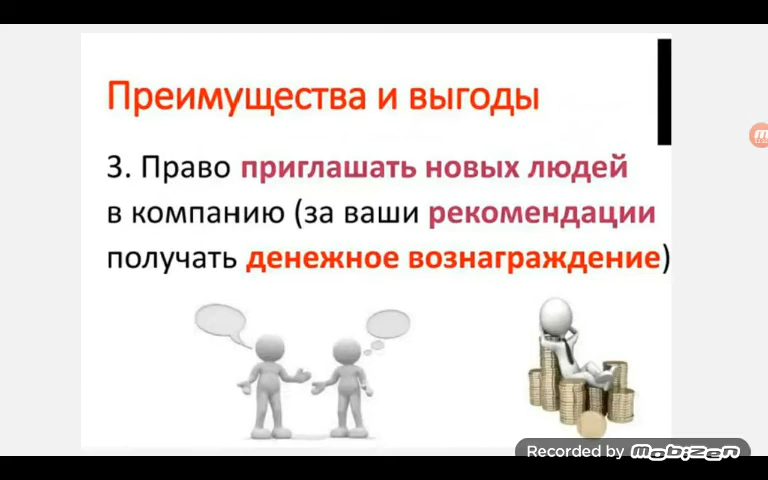 Преимущества и выгоды
3. Право приглашать новых людей
в компанию (за ваши рекомендации
получать денежное вознаграждение)
Recorded by mobizen